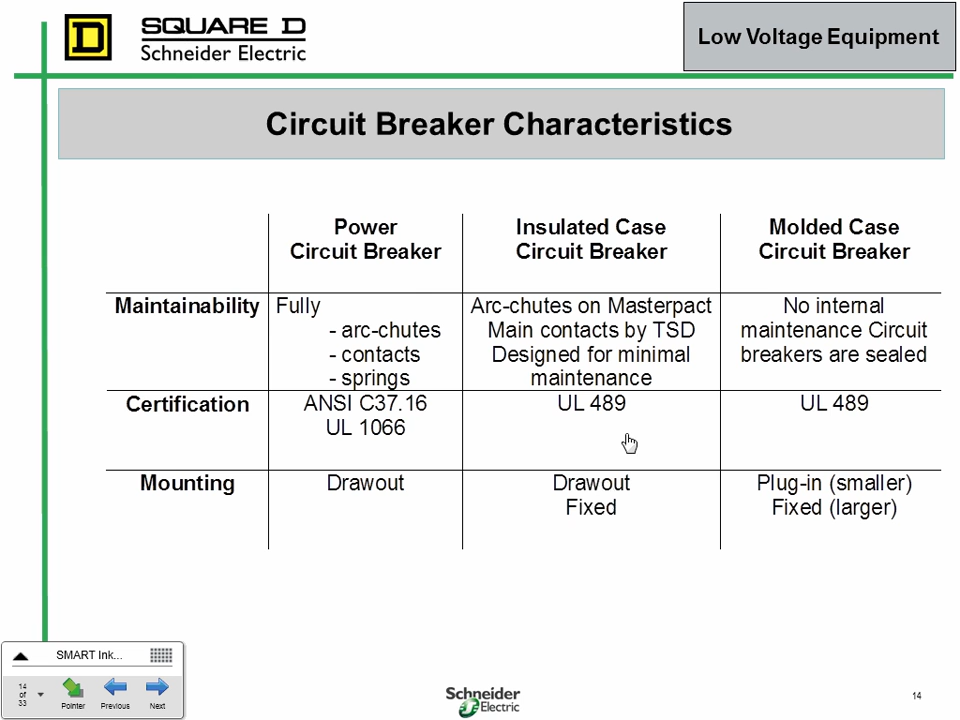 D SQUARE D
Schneider Electric
Low Voltage Equipment
Circuit Breaker Characteristics
Power Circuit Breaker
Insulated Case Circuit Breaker
Molded Case Circuit Breaker
Maintainability
Fully
- arc-chutes
- contacts
- springs
Arc-chutes on Masterpact
Main contacts by TSD
Designed for minimal
maintenance
No internal
maintenance Circuit
breakers are sealed
Certification
ANSI C37.16
UL 1066
UL 489
UL 489
Mounting
Drawout
Drawout
Fixed
Plug-in (smaller)
Fixed (larger)
SMART Ink...
14
of
33
Pointer
Previous
Next
Schneider
Electric
14